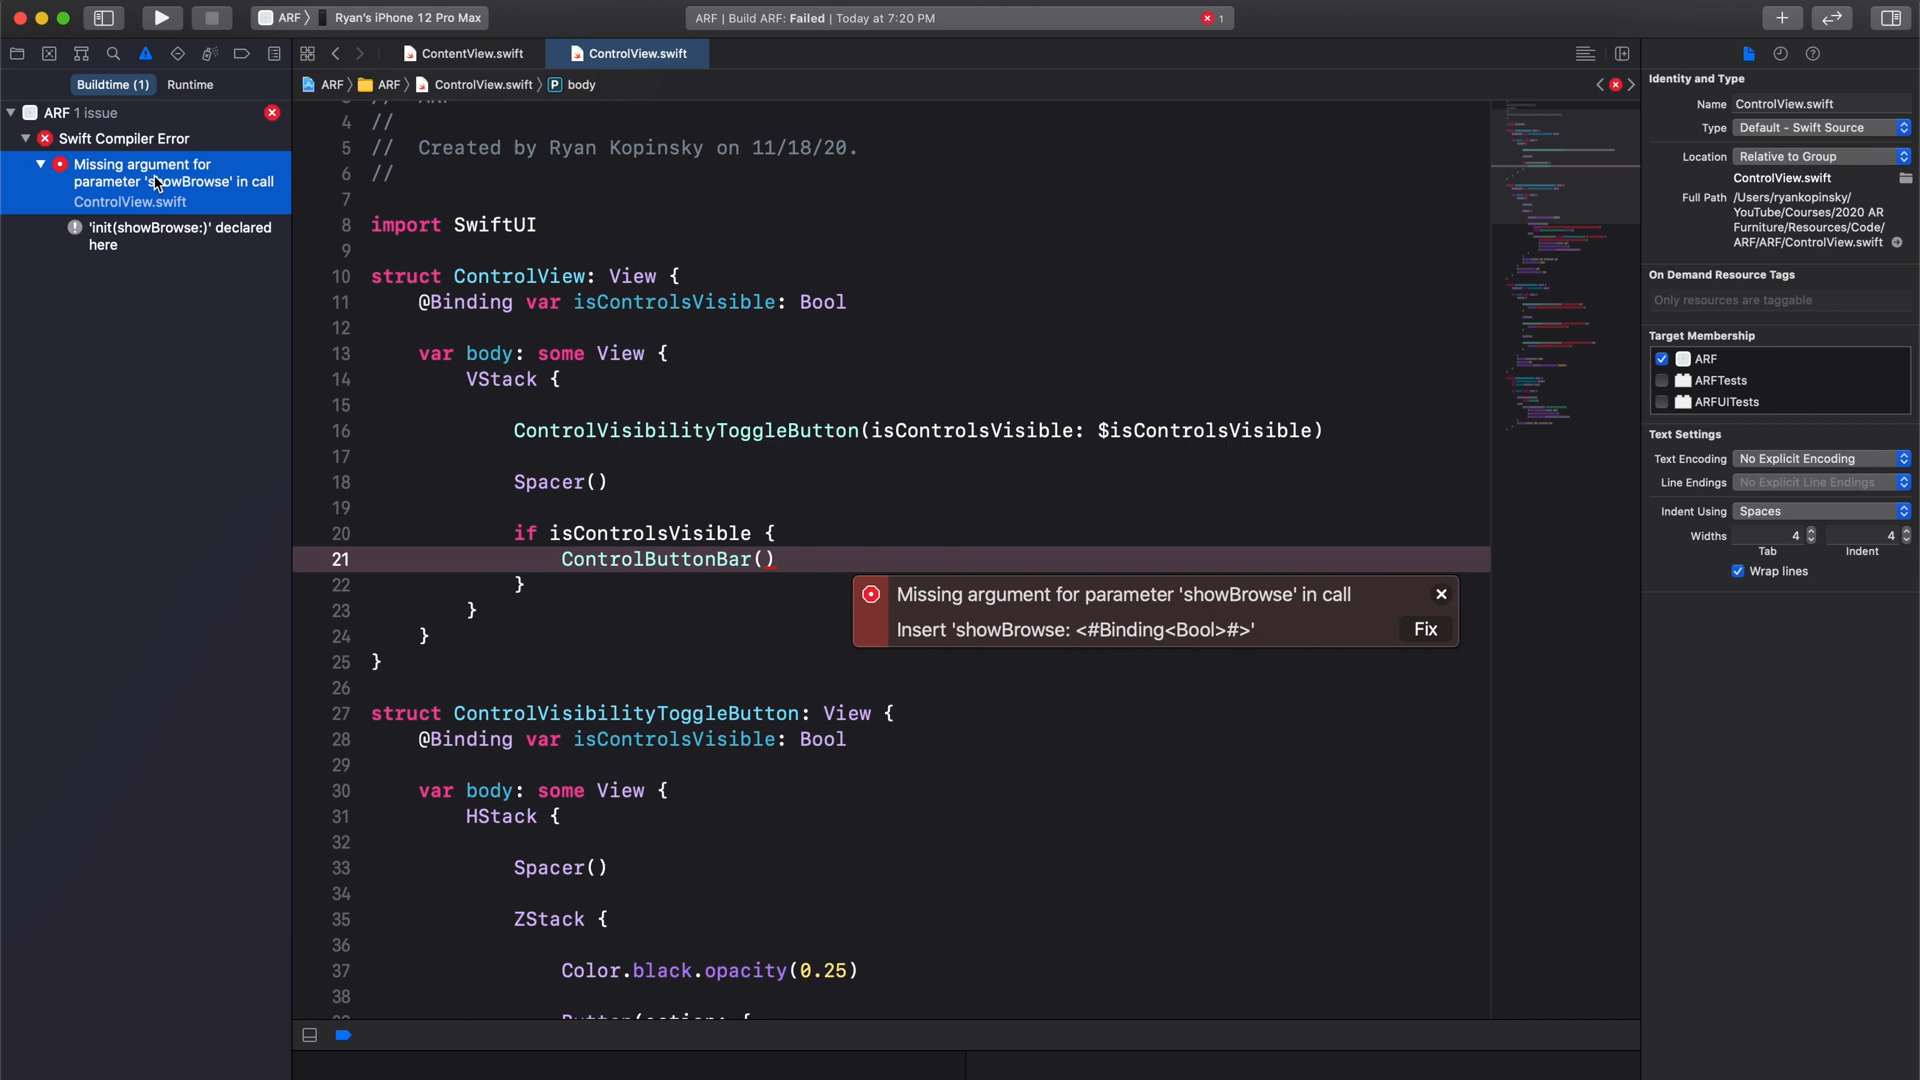 ARF
Ryan's iPhone 12 Pro Max
ARF | Build ARF: Failed | Today at 7:20 PM
1
ContentView.swift
ControlView.swift
Buildtime (1)
Runtime
ARF
ARF
ControlView.swift
P
body
ARF 1 issue
Swift Compiler Error
Missing argument for
parameter 'showBrowse' in call
ControlView.swift
'init(showBrowse:)' declared
here
4 //
5 // Created by Ryan Kopinsky on 11/18/20.
6 //
7
8 import SwiftUI
9
10 struct ControlView: View {
11 @Binding var isControlsVisible: Bool
12
13 var body: some View {
14 VStack {
15
16 ControlVisibilityToggleButton(isControlsVisible: $isControlsVisible)
17
18 Spacer()
19
20 if isControlsVisible {
21 ControlButtonBar()
22 }
23 }
24 }
25 }
26
27 struct ControlVisibilityToggleButton: View {
28 @Binding var isControlsVisible: Bool
29
30 var body: some View {
31 HStack {
32
33 Spacer()
34
35 ZStack {
36
37 Color.black.opacity(0.25)
38
Missing argument for parameter 'showBrowse' in call
Insert 'showBrowse: <#Binding<Bool>#>'
Fix
Identity and Type
Name ControlView.swift
Type Default - Swift Source
Location Relative to Group
ControlView.swift
Full Path /Users/ryankopinsky/
YouTube/Courses/2020 AR
Furniture/Resources/Code/
ARF/ARF/ControlView.swift
On Demand Resource Tags
Only resources are taggable
Target Membership
ARF
ARFTests
ARFUITests
Text Settings
Text Encoding No Explicit Encoding
Line Endings No Explicit Line Endings
Indent Using Spaces
Widths 4 4
Tab Indent
Wrap lines